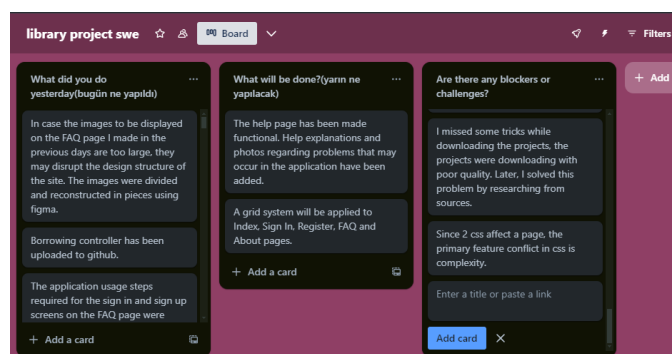 library project swe
Board
Filters
What did you do
yesterday(bugün ne yapıldı)
In case the images to be displayed
on the FAQ page I made in the
previous days are too large, they
may disrupt the design structure of
the site. The images were divided
and reconstructed in pieces using
figma.
Borrowing controller has been
uploaded to github.
The application usage steps
required for the sign in and sign up
screens on the FAQ page were
+ Add a card
What will be done?(yarın ne
yapılacak)
The help page has been made
functional. Help explanations and
photos regarding problems that may
occur in the application have been
added.
A grid system will be applied to
Index, Sign In, Register, FAQ and
About pages.
+ Add a card
Are there any blockers or
challenges?
I missed some tricks while
downloading the projects, the
projects were downloading with
poor quality. Later, I solved this
problem by researching from
sources.
Since 2 css affect a page, the
primary feature conflict in css is
complexity.
Enter a title or paste a link
Add card
+ Add